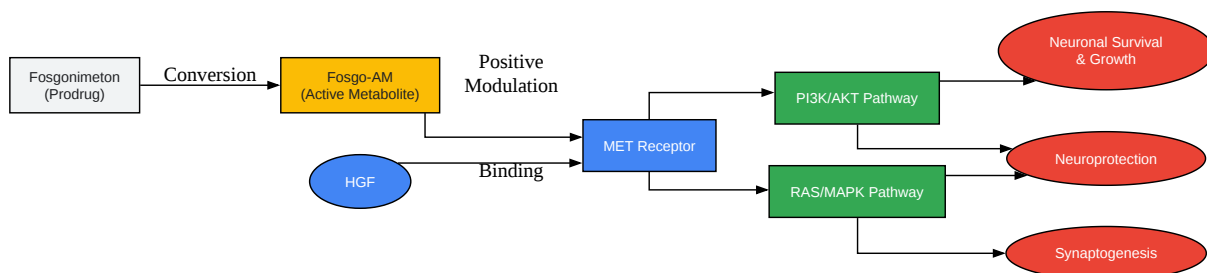 Fosgonimeton
(Prodrug)
Conversion
Fosgo-AM
(Active Metabolite)
Positive
Modulation
HGF
Binding
MET Receptor
PI3K/AKT Pathway
RAS/MAPK Pathway
Neuronal Survival
& Growth
Neuroprotection
Synaptogenesis